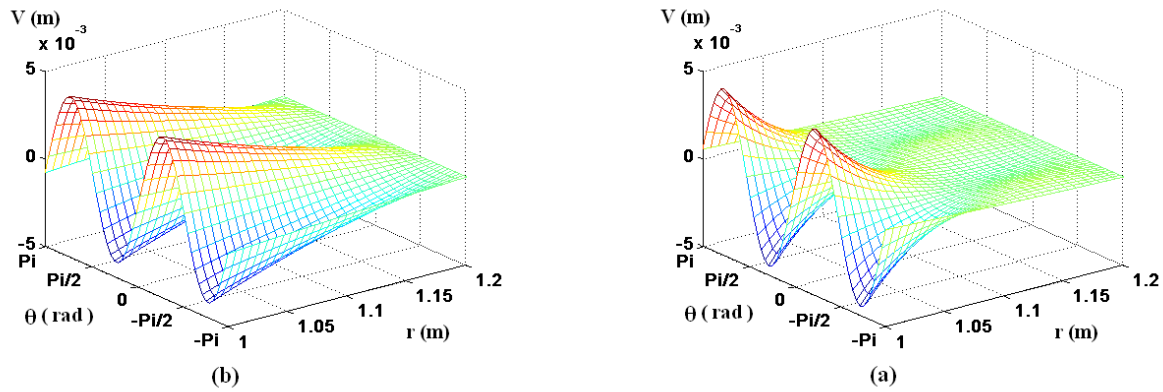 V (m)
x 10⁻³
5
0
−5
Pi
Pi/2
0
−Pi/2
−Pi
θ ( rad )
1
1.05
1.1
1.15
1.2
r (m)
(b)
V (m)
x 10⁻³
5
0
−5
Pi
Pi/2
0
−Pi/2
−Pi
θ ( rad )
1
1.05
1.1
1.15
1.2
r (m)
(a)